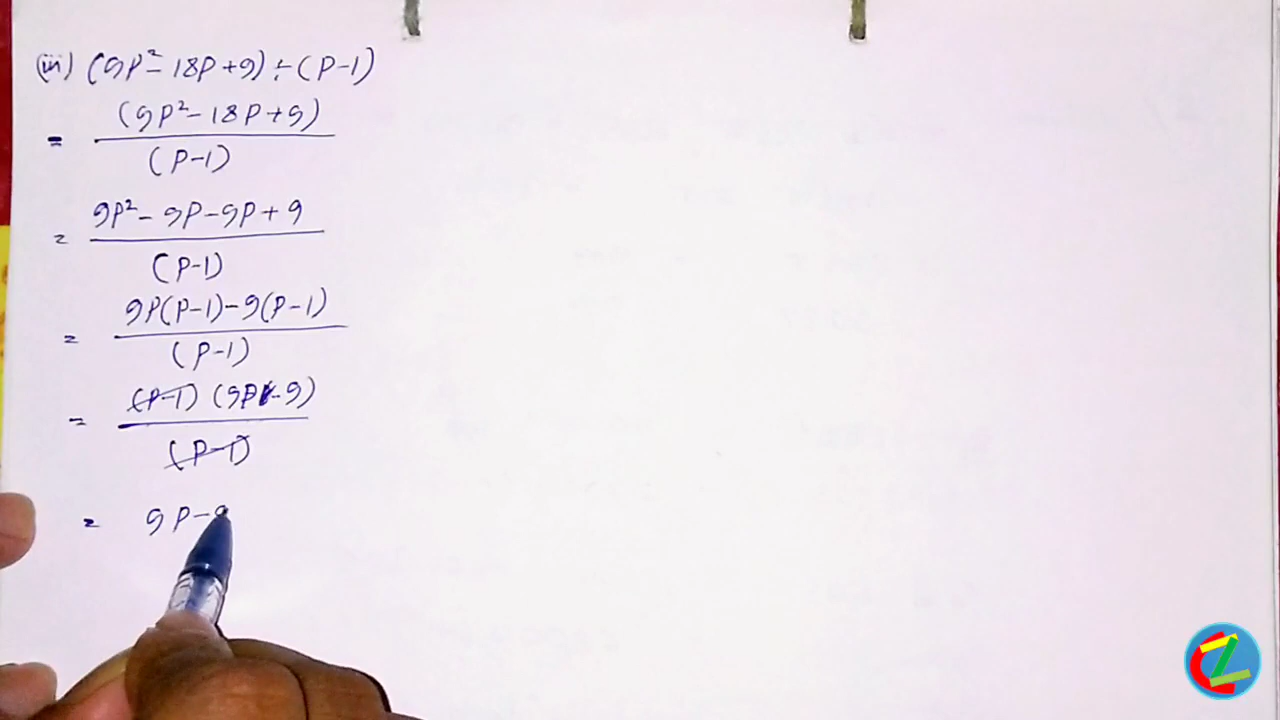 (iii) (9P² - 18P + 9) ÷ (P-1)
= (9P² - 18P + 9)
(P-1)
= 9P² - 9P - 9P + 9
(P-1)
= 9P(P-1) - 9(P-1)
(P-1)
= (P-1) (9P - 9)
(P-1)
= 9P - 9